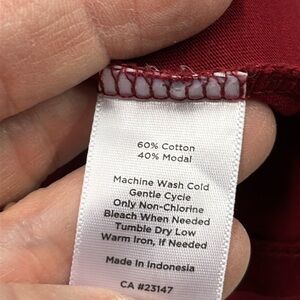 60% Cotton
40% Modal
Machine Wash Cold
Gentle Cycle
Only Non-Chlorine
Bleach When Needed
Tumble Dry Low
Warm Iron, If Needed
Made In Indonesia
CA #23147